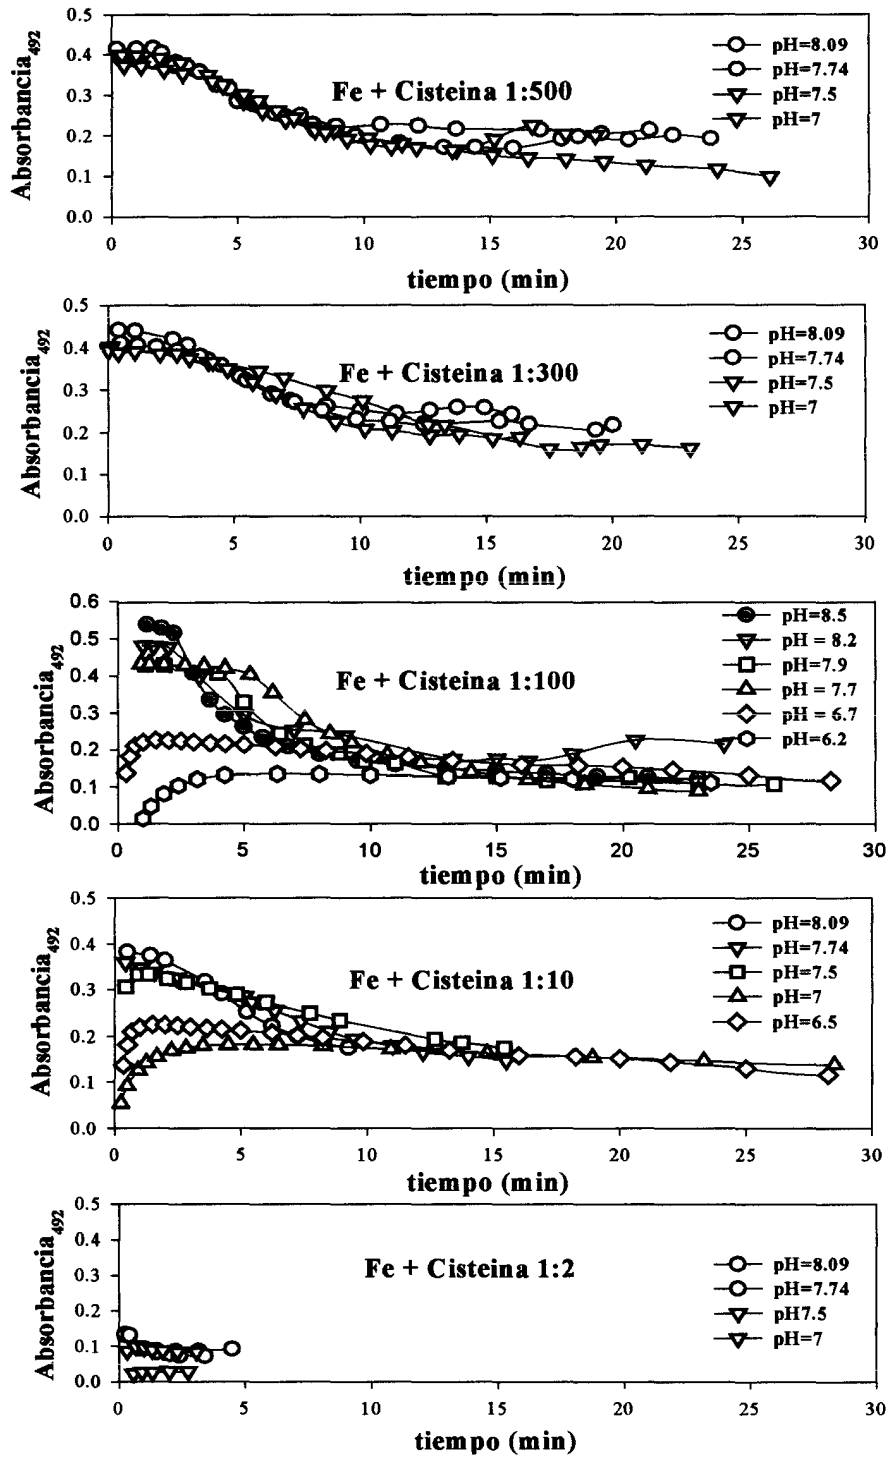 0.5
0.4
0.3
0.2
0.1
0.0
Absorbancia492
Fe + Cisteina 1:500
pH=8.09
pH=7.74
pH=7.5
pH=7
0 5 10 15 20 25 30
tiempo (min)
0.5
0.4
0.3
0.2
0.1
0.0
Absorbancia492
Fe + Cisteina 1:300
pH=8.09
pH=7.74
pH=7.5
pH=7
0 5 10 15 20 25 30
tiempo (min)
0.6
0.5
0.4
0.3
0.2
0.1
0.0
Absorbancia492
Fe + Cisteina 1:100
pH=8.5
pH = 8.2
pH=7.9
pH = 7.7
pH = 6.7
pH=6.2
0 5 10 15 20 25 30
tiempo (min)
0.5
0.4
0.3
0.2
0.1
0.0
Absorbancia492
Fe + Cisteina 1:10
pH=8.09
pH=7.74
pH=7.5
pH=7
pH=6.5
0 5 10 15 20 25 30
tiempo (min)
0.5
0.4
0.3
0.2
0.1
0.0
Absorbancia492
Fe + Cisteina 1:2
pH=8.09
pH=7.74
pH7.5
pH=7
0 5 10 15 20 25 30
tiempo (min)